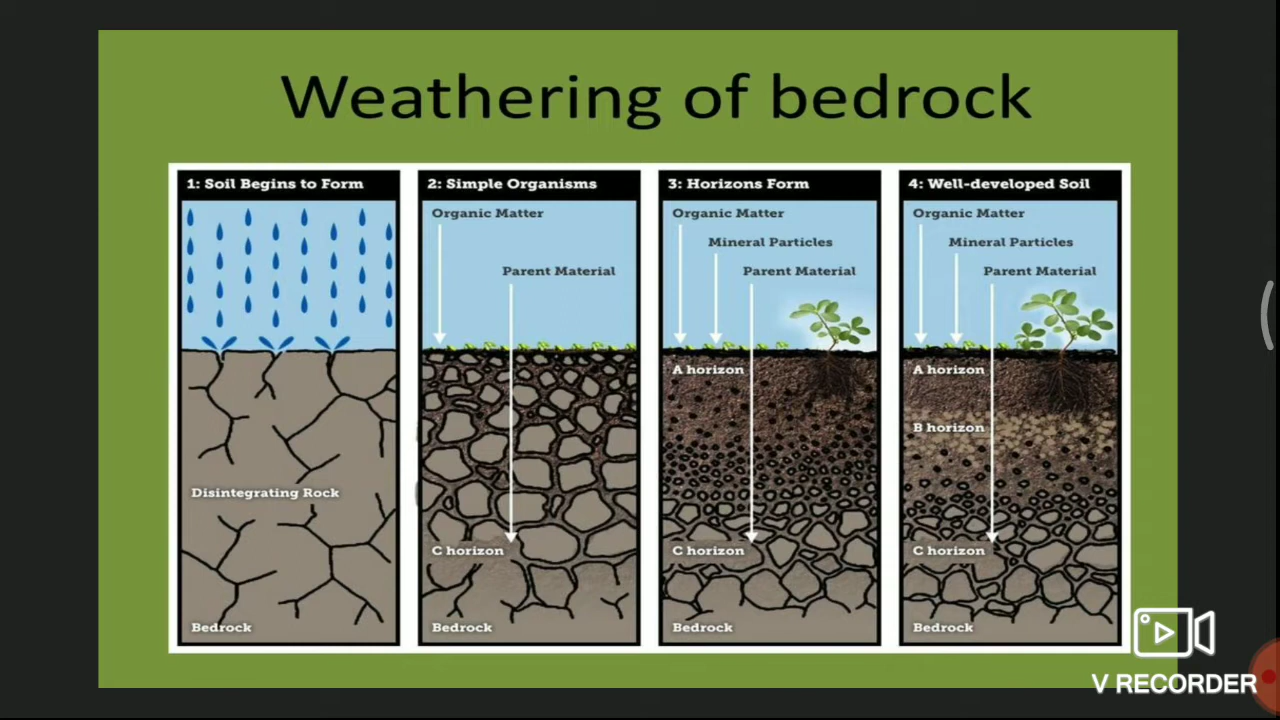 Weathering of bedrock
1: Soil Begins to Form
Disintegrating Rock
Bedrock
2: Simple Organisms
Organic Matter
Parent Material
C horizon
Bedrock
3: Horizons Form
Organic Matter
Mineral Particles
Parent Material
A horizon
C horizon
Bedrock
4: Well-developed Soil
Organic Matter
Mineral Particles
Parent Material
A horizon
B horizon
C horizon
Bedrock
V RECORDER